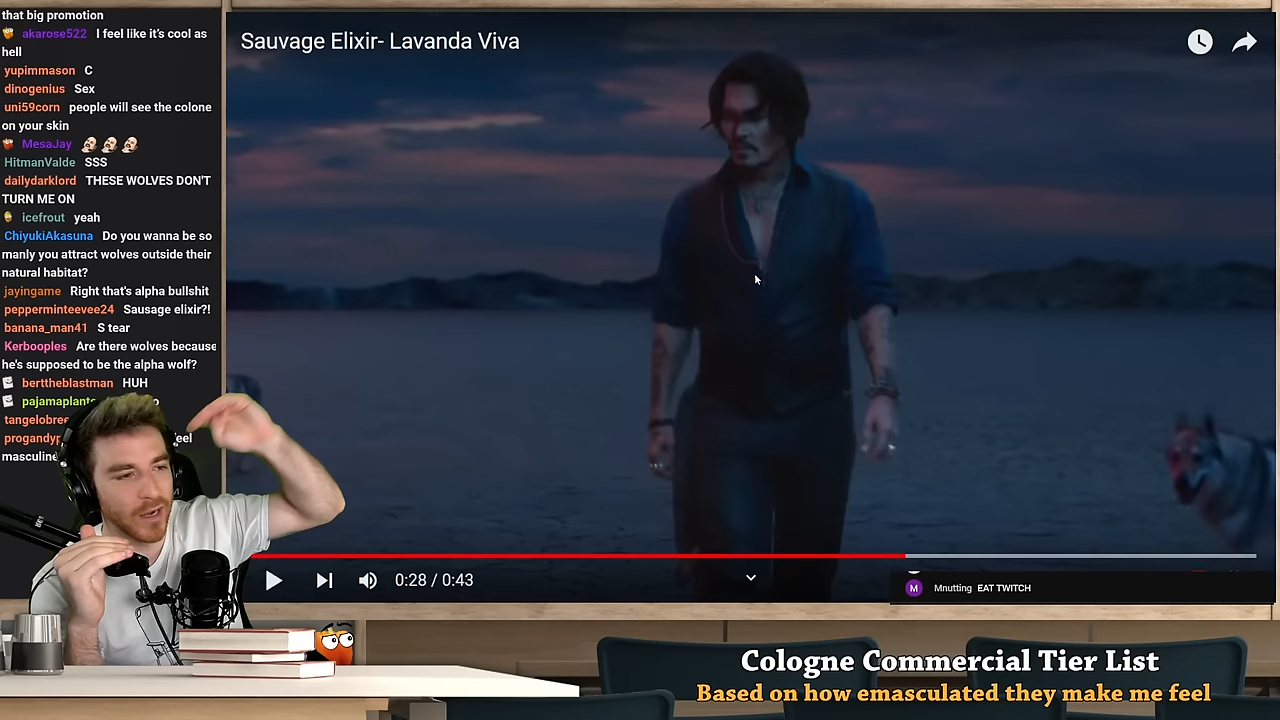 that big promotion
akarose522 I feel like it's cool as
hell
yupimmason C
dinogenius Sex
uni59corn people will see the colone
on your skin
MesaJay
HitmanValde SSS
dailydarklord THESE WOLVES DON'T
TURN ME ON
icefrout yeah
ChiyukiAkasuna Do you wanna be so
manly you attract wolves outside their
natural habitat?
jayingame Right that's alpha bullshit
pepperminteevee24 Sausage elixir?!
banana_man41 S tear
Kerbooples Are there wolves because
he's supposed to be the alpha wolf?
berttheblastman HUH
pajamaplants
tangelobree
progandyp eel
masculine
Sauvage Elixir- Lavanda Viva
0:28 / 0:43
M Mnutting EAT TWITCH
Cologne Commercial Tier List
Based on how emasculated they make me feel